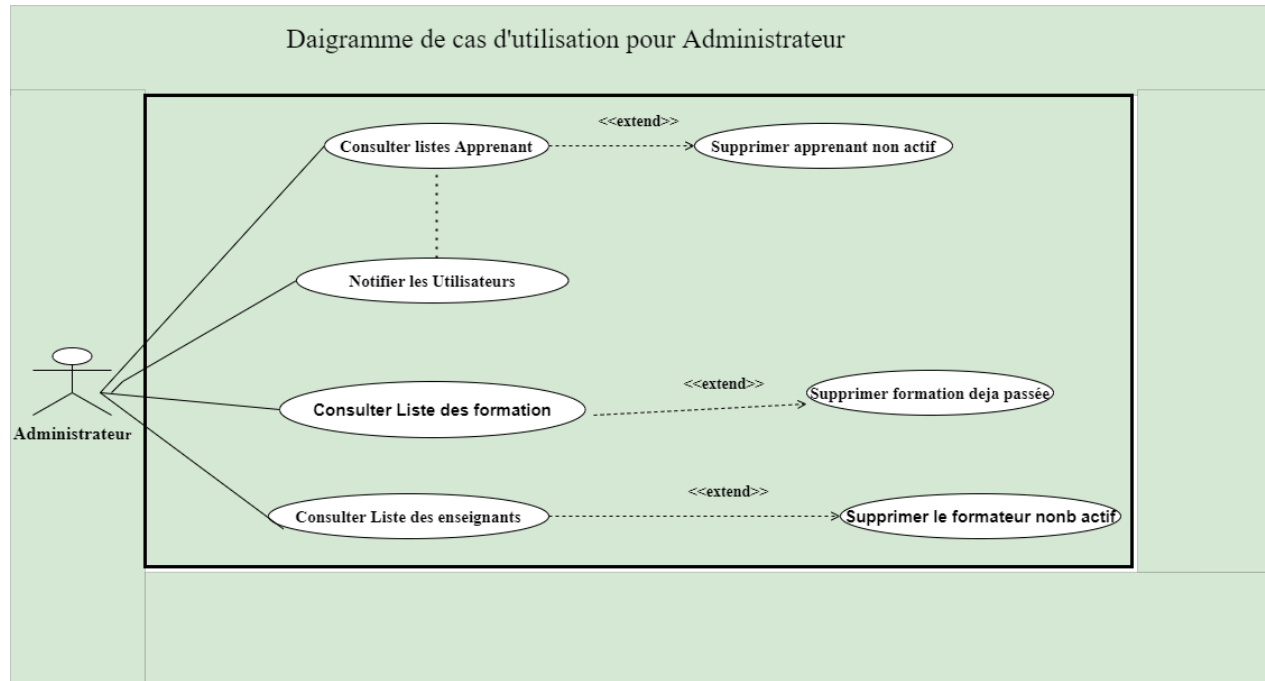 Daigramme de cas d'utilisation pour Administrateur
<<extend>>
Consulter listes Apprenant
Supprimer apprenant non actif
Notifier les Utilisateurs
<<extend>>
Supprimer formation deja passée
Consulter Liste des formation
Administrateur
<<extend>>
Consulter Liste des enseignants
Supprimer le formateur nonb actif